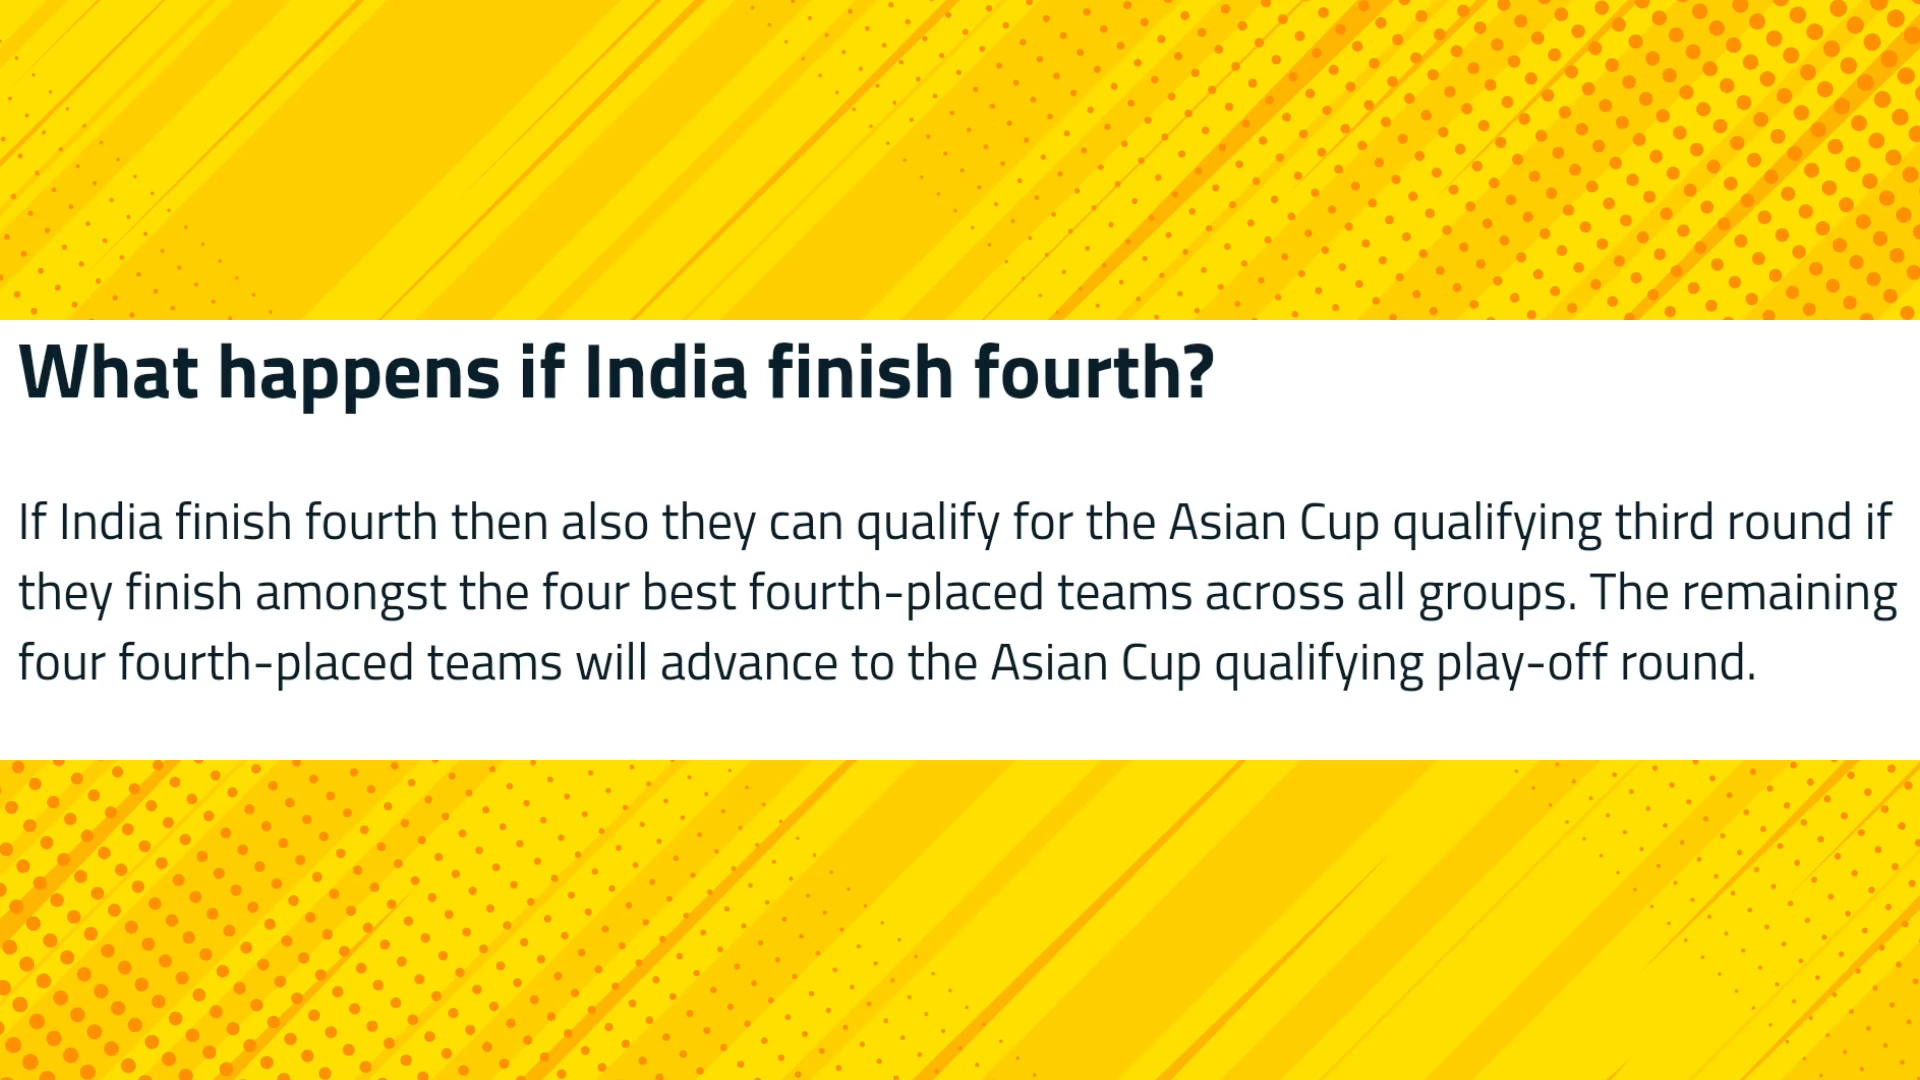 What happens if India finish fourth?
If India finish fourth then also they can qualify for the Asian Cup qualifying third round if
they finish amongst the four best fourth-placed teams across all groups. The remaining
four fourth-placed teams will advance to the Asian Cup qualifying play-off round.